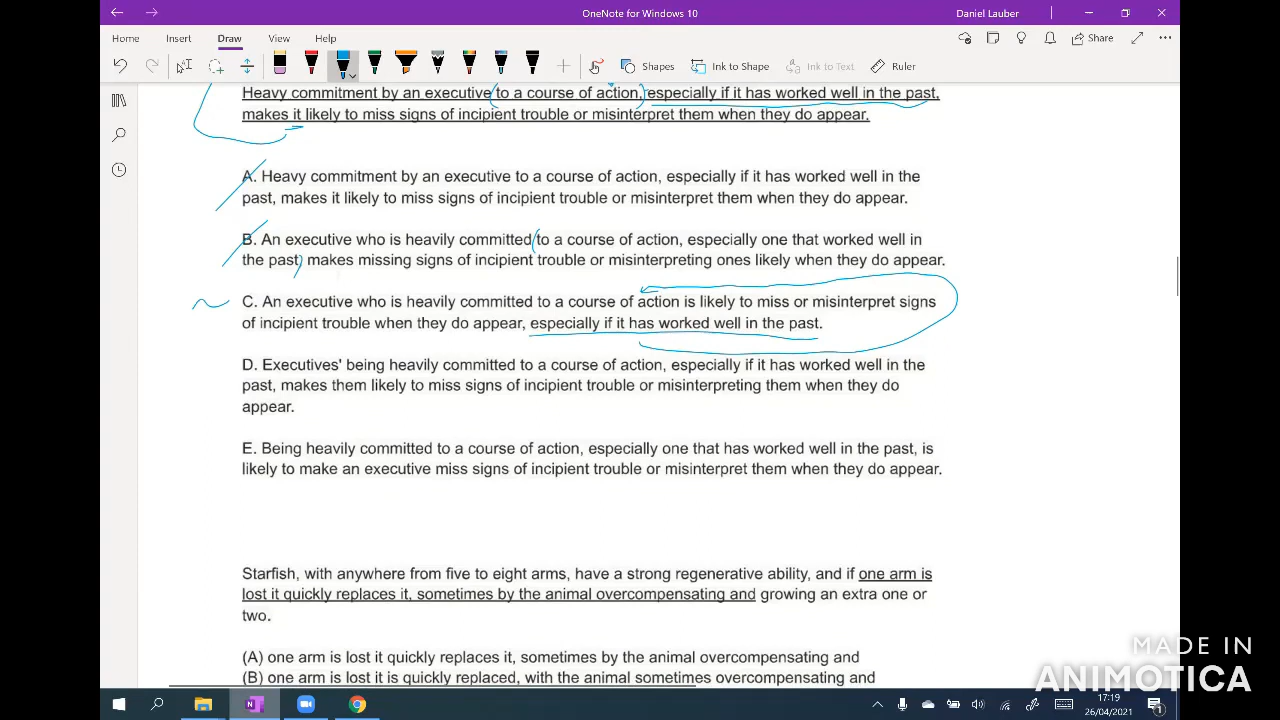 OneNote for Windows 10
Daniel Lauber
Home Insert Draw View Help
Share
Shapes Ink to Shape Ink to Text Ruler
Heavy commitment by an executive to a course of action, especially if it has worked well in the past,
makes it likely to miss signs of incipient trouble or misinterpret them when they do appear.
A. Heavy commitment by an executive to a course of action, especially if it has worked well in the
past, makes it likely to miss signs of incipient trouble or misinterpret them when they do appear.
B. An executive who is heavily committed to a course of action, especially one that worked well in
the past, makes missing signs of incipient trouble or misinterpreting ones likely when they do appear.
C. An executive who is heavily committed to a course of action is likely to miss or misinterpret signs
of incipient trouble when they do appear, especially if it has worked well in the past.
D. Executives' being heavily committed to a course of action, especially if it has worked well in the
past, makes them likely to miss signs of incipient trouble or misinterpreting them when they do
appear.
E. Being heavily committed to a course of action, especially one that has worked well in the past, is
likely to make an executive miss signs of incipient trouble or misinterpret them when they do appear.
Starfish, with anywhere from five to eight arms, have a strong regenerative ability, and if one arm is
lost it quickly replaces it, sometimes by the animal overcompensating and growing an extra one or
two.
(A) one arm is lost it quickly replaces it, sometimes by the animal overcompensating and
(B) one arm is lost it is quickly replaced, with the animal sometimes overcompensating and
MADE IN
ANIMOTICA
17:19
26/04/2021